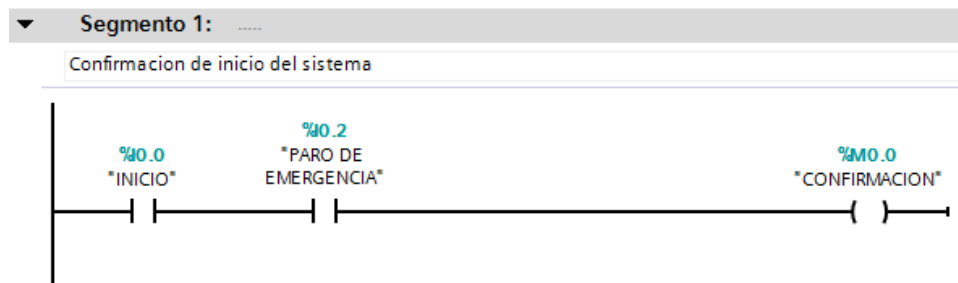 Segmento 1: .....
Confirmacion de inicio del sistema
%I0.2
%I0.0 "PARO DE %M0.0
"INICIO" EMERGENCIA" "CONFIRMACION"